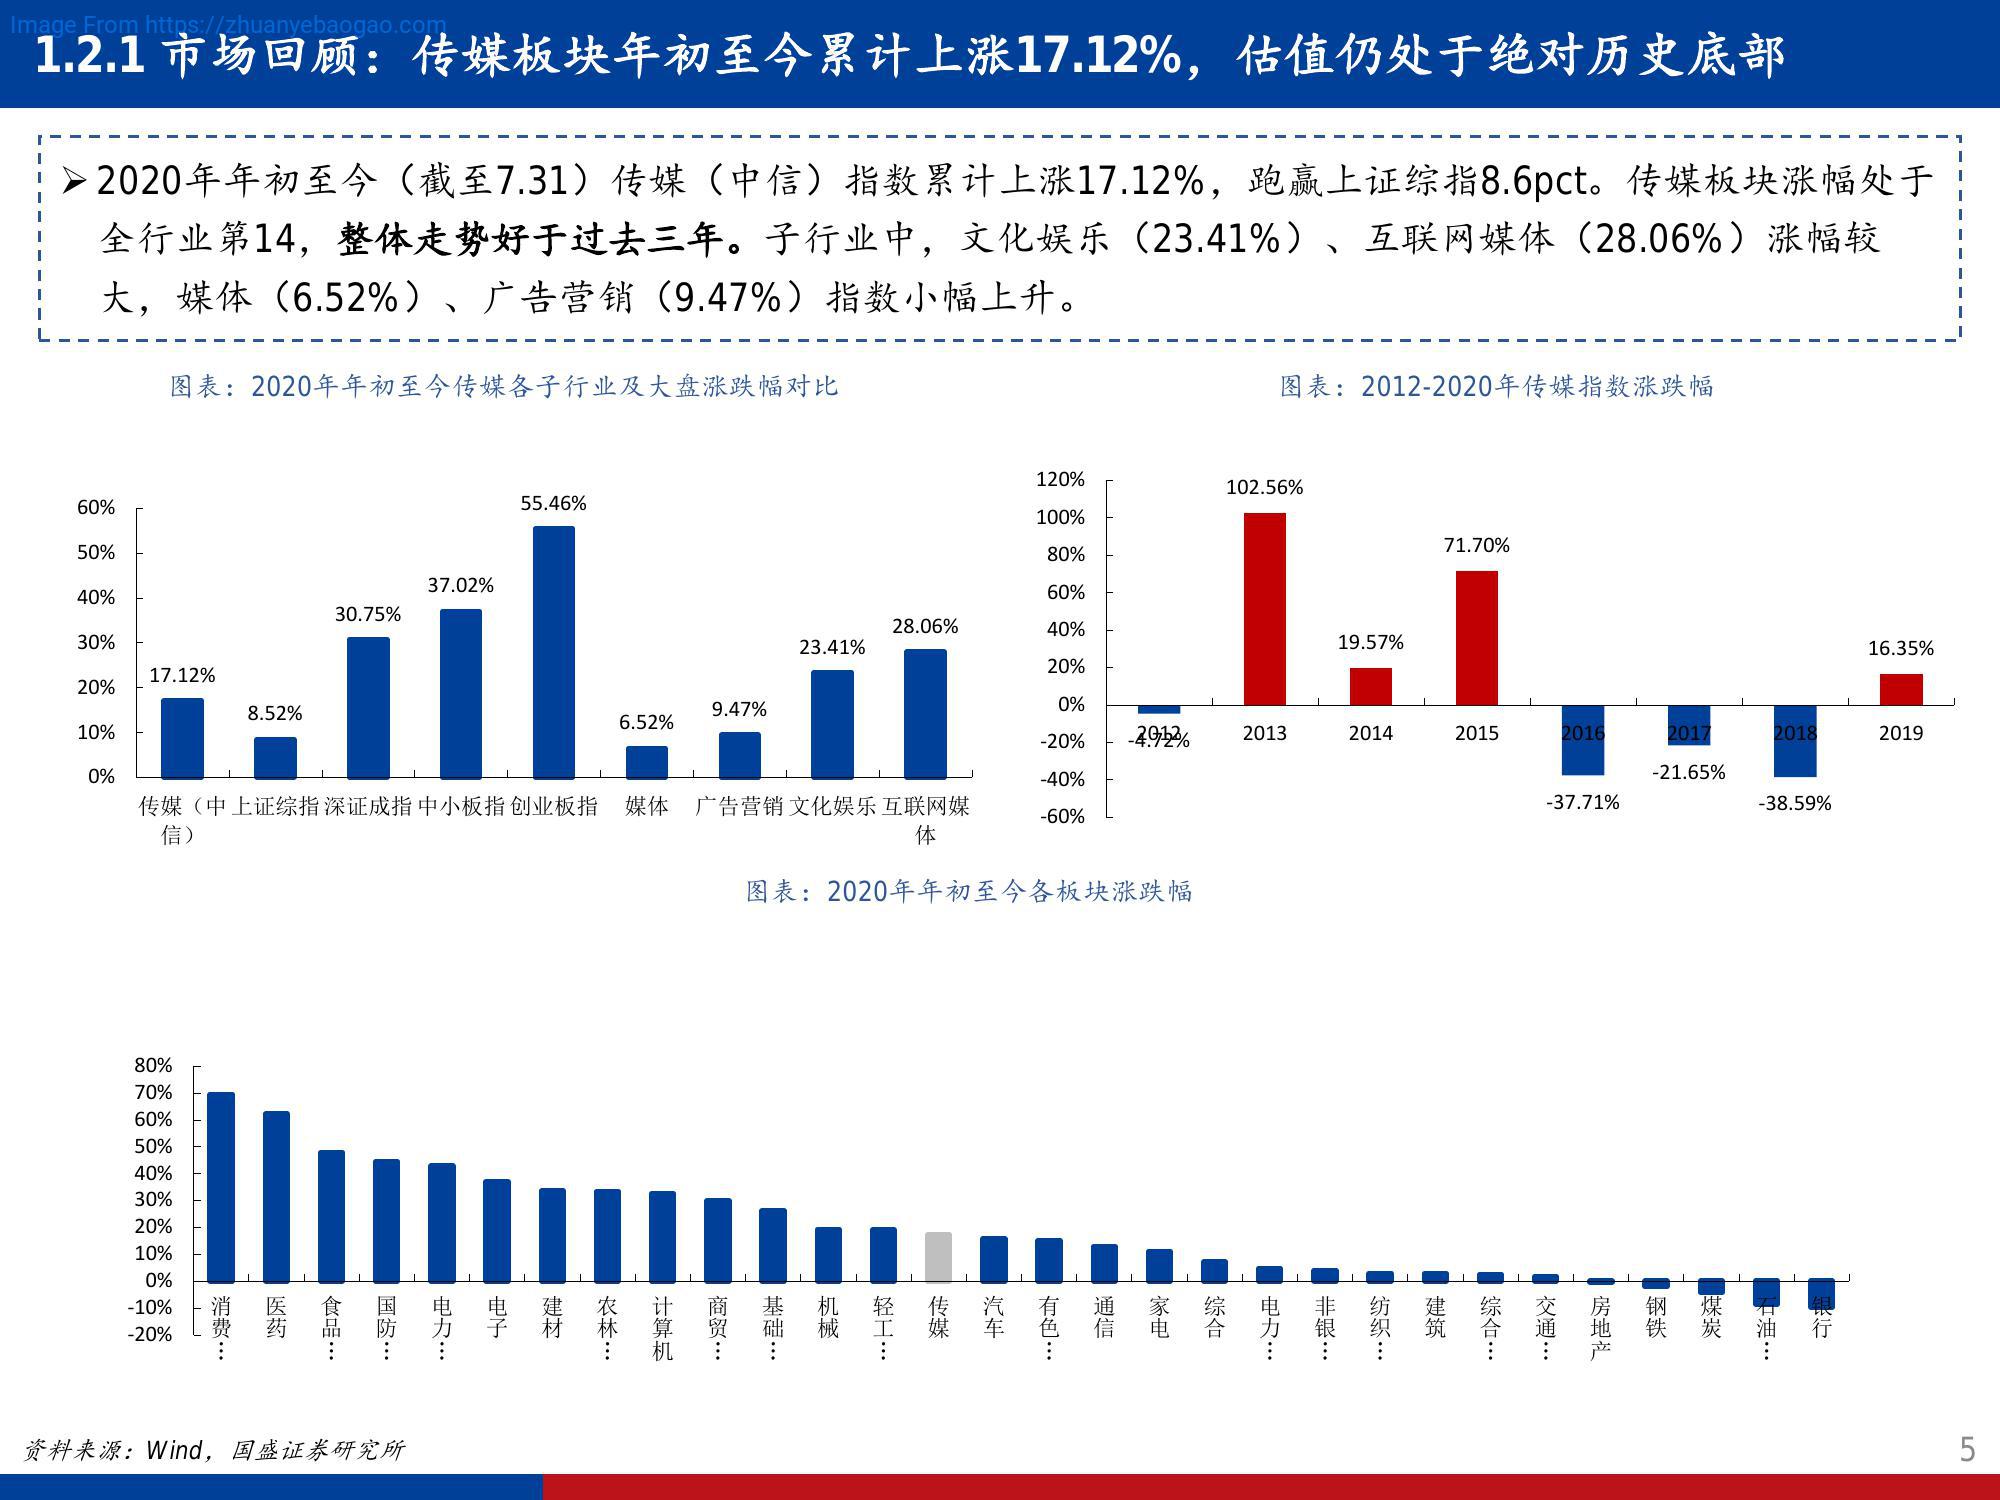 Image From https://zhuanyebaogao.com
1.2.1 市场回顾：传媒板块年初至今累计上涨17.12%，估值仍处于绝对历史底部
➢2020年年初至今（截至7.31）传媒（中信）指数累计上涨17.12%，跑赢上证综指8.6pct。传媒板块涨幅处于
全行业第14，整体走势好于过去三年。子行业中，文化娱乐（23.41%）、互联网媒体（28.06%）涨幅较
大，媒体（6.52%）、广告营销（9.47%）指数小幅上升。
图表：2020年年初至今传媒各子行业及大盘涨跌幅对比
60%
50%
40%
30%
20%
10%
0%
17.12%
8.52%
30.75%
37.02%
55.46%
6.52%
9.47%
23.41%
28.06%
传媒（中信）
上证综指
深证成指
中小板指
创业板指
媒体
广告营销
文化娱乐
互联网媒体
图表：2012-2020年传媒指数涨跌幅
120%
100%
80%
60%
40%
20%
0%
-20%
-40%
-60%
-4.72%
102.56%
19.57%
71.70%
-37.71%
-21.65%
-38.59%
16.35%
2012
2013
2014
2015
2016
2017
2018
2019
图表：2020年年初至今各板块涨跌幅
80%
70%
60%
50%
40%
30%
20%
10%
0%
-10%
-20%
消费…
医药
食品…
国防…
电力…
电子
建材
农林…
计算机
商贸…
基础…
机械
轻工…
传媒
汽车
有色…
通信
家电
综合
电力…
非银…
纺织…
建筑
综合…
交通…
房地产
钢铁
煤炭
石油…
银行
资料来源：Wind，国盛证券研究所
5